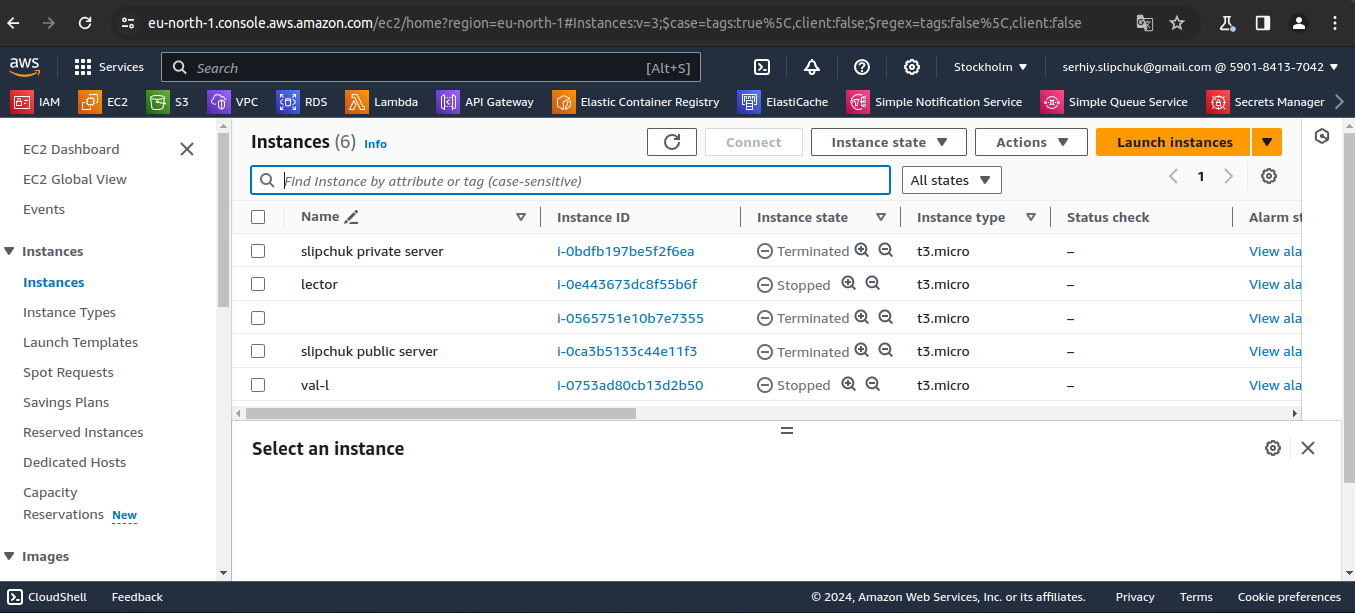 eu-north-1.console.aws.amazon.com/ec2/home?region=eu-north-1#Instances:v=3;$case=tags:true%5C,client:false;$regex=tags:false%5C,client:false
aws Services Search [Alt+S] Stockholm serhiy.slipchuk@gmail.com @ 5901-8413-7042
IAM EC2 S3 VPC RDS Lambda API Gateway Elastic Container Registry ElastiCache Simple Notification Service Simple Queue Service Secrets Manager
EC2 Dashboard
EC2 Global View
Events
Instances
Instances
Instance Types
Launch Templates
Spot Requests
Savings Plans
Reserved Instances
Dedicated Hosts
Capacity
Reservations New
Images
Instances (6) Info
Connect Instance state Actions Launch instances
Find Instance by attribute or tag (case-sensitive) All states 1
Name Instance ID Instance state Instance type Status check Alarm st
slipchuk private server i-0bdfb197be5f2f6ea Terminated t3.micro – View ala
lector i-0e443673dc8f55b6f Stopped t3.micro – View ala
i-0565751e10b7e7355 Terminated t3.micro – View ala
slipchuk public server i-0ca3b5133c44e11f3 Terminated t3.micro – View ala
val-l i-0753ad80cb13d2b50 Stopped t3.micro – View ala
Select an instance
CloudShell Feedback © 2024, Amazon Web Services, Inc. or its affiliates. Privacy Terms Cookie preferences